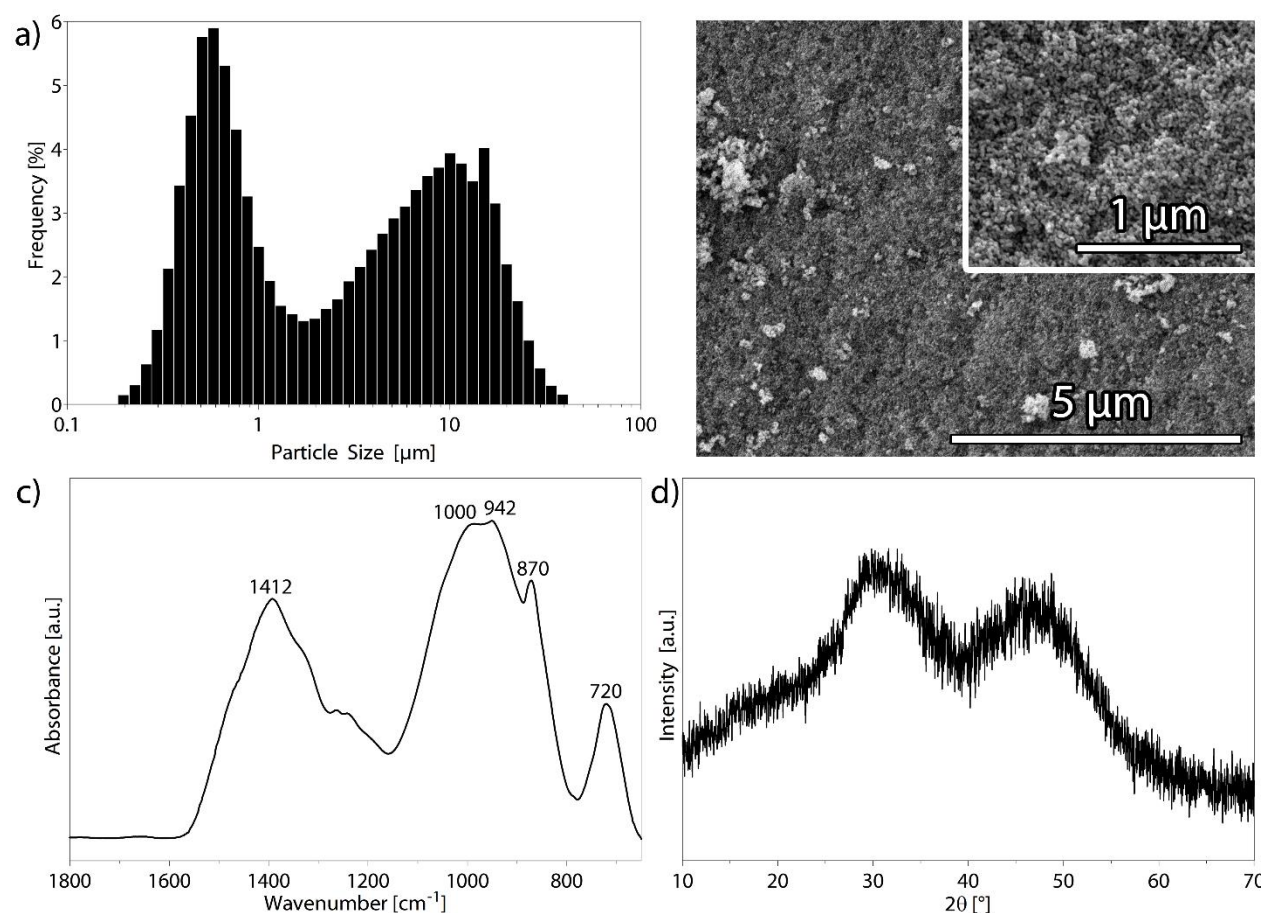 a)
Frequency [%]
6
5
4
3
2
1
0
0.1 1 10 100
Particle Size [µm]
1 µm
5 µm
c)
Absorbance [a.u.]
1412
1000 942
870
720
1800 1600 1400 1200 1000 800
Wavenumber [cm⁻¹]
d)
Intensity [a.u.]
10 20 30 40 50 60 70
2θ [°]